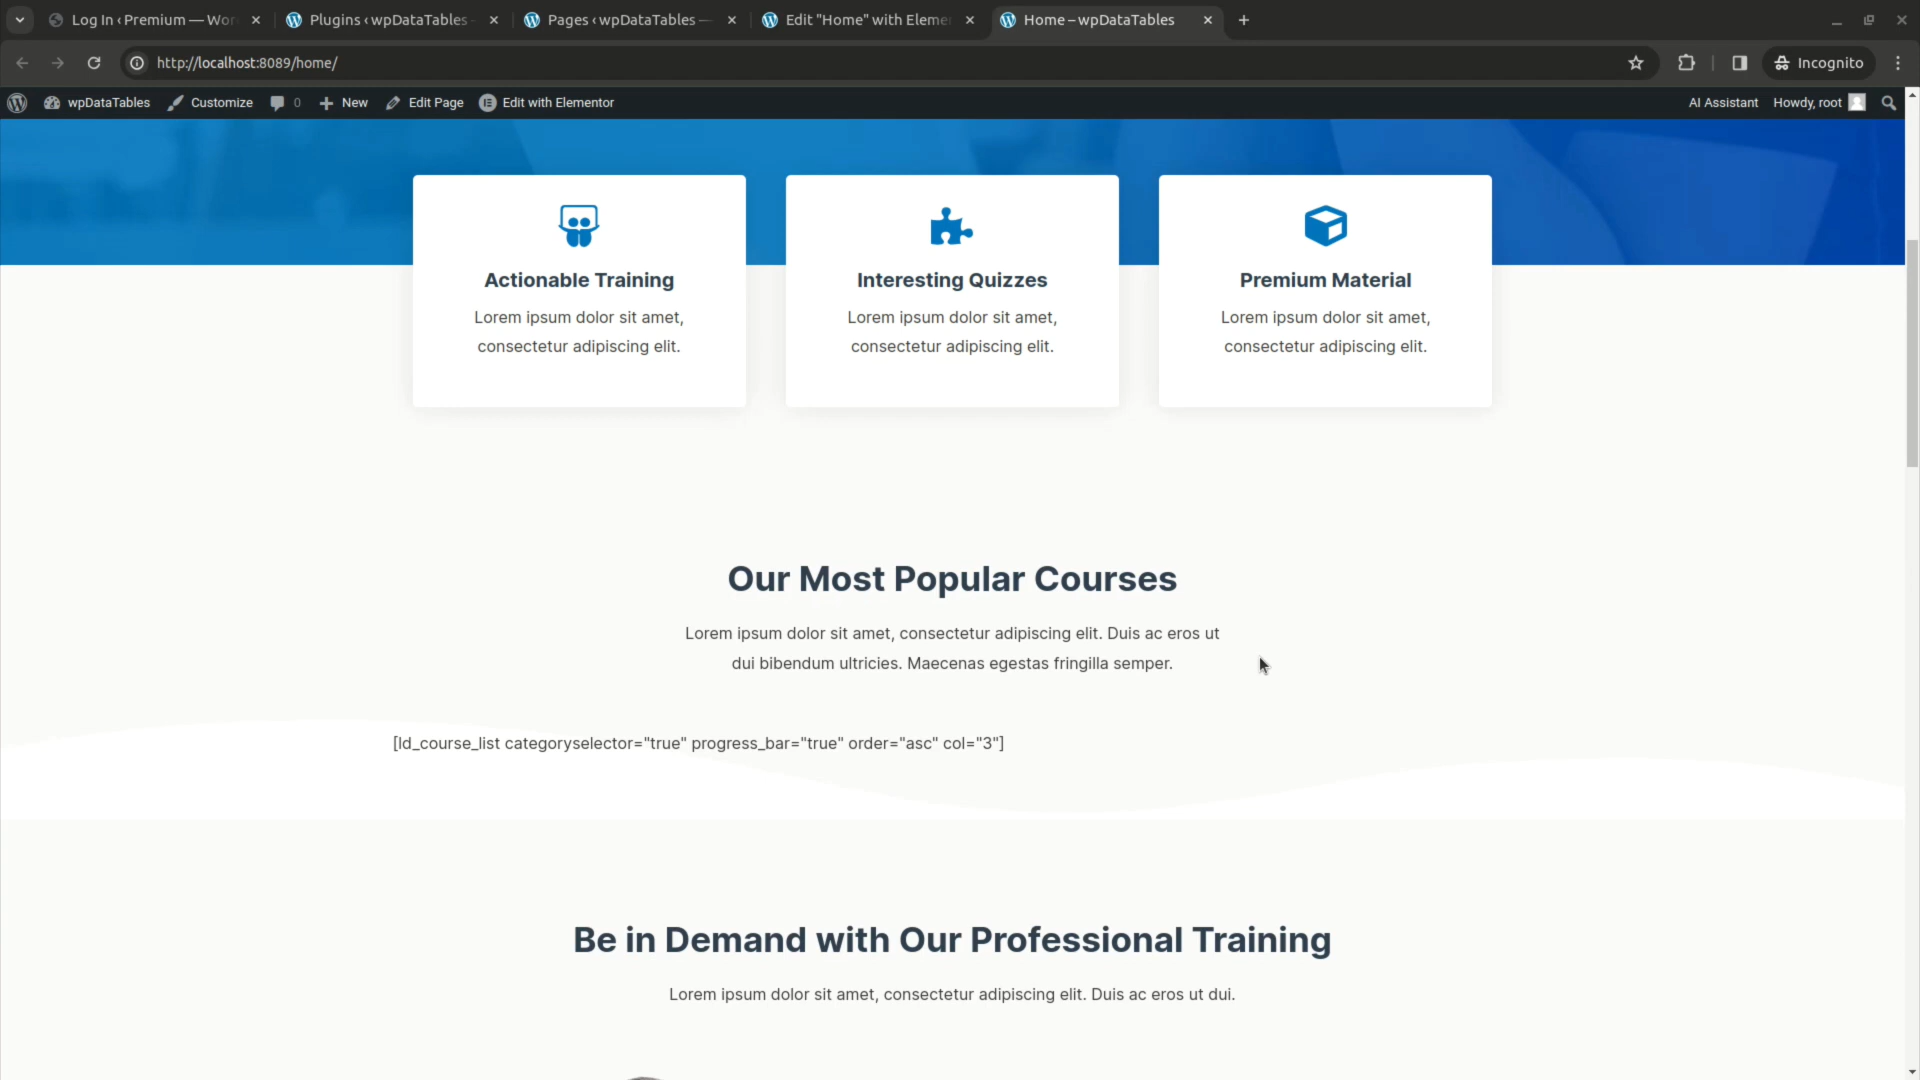 Log In ‹ Premium — Wor
Plugins ‹ wpDataTables
Pages ‹ wpDataTables —
Edit "Home" with Eleme
Home – wpDataTables
http://localhost:8089/home/
Incognito
wpDataTables
Customize
0
New
Edit Page
Edit with Elementor
AI Assistant
Howdy, root
Actionable Training
Lorem ipsum dolor sit amet,
consectetur adipiscing elit.
Interesting Quizzes
Lorem ipsum dolor sit amet,
consectetur adipiscing elit.
Premium Material
Lorem ipsum dolor sit amet,
consectetur adipiscing elit.
Our Most Popular Courses
Lorem ipsum dolor sit amet, consectetur adipiscing elit. Duis ac eros ut
dui bibendum ultricies. Maecenas egestas fringilla semper.
[ld_course_list categoryselector="true" progress_bar="true" order="asc" col="3"]
Be in Demand with Our Professional Training
Lorem ipsum dolor sit amet, consectetur adipiscing elit. Duis ac eros ut dui.